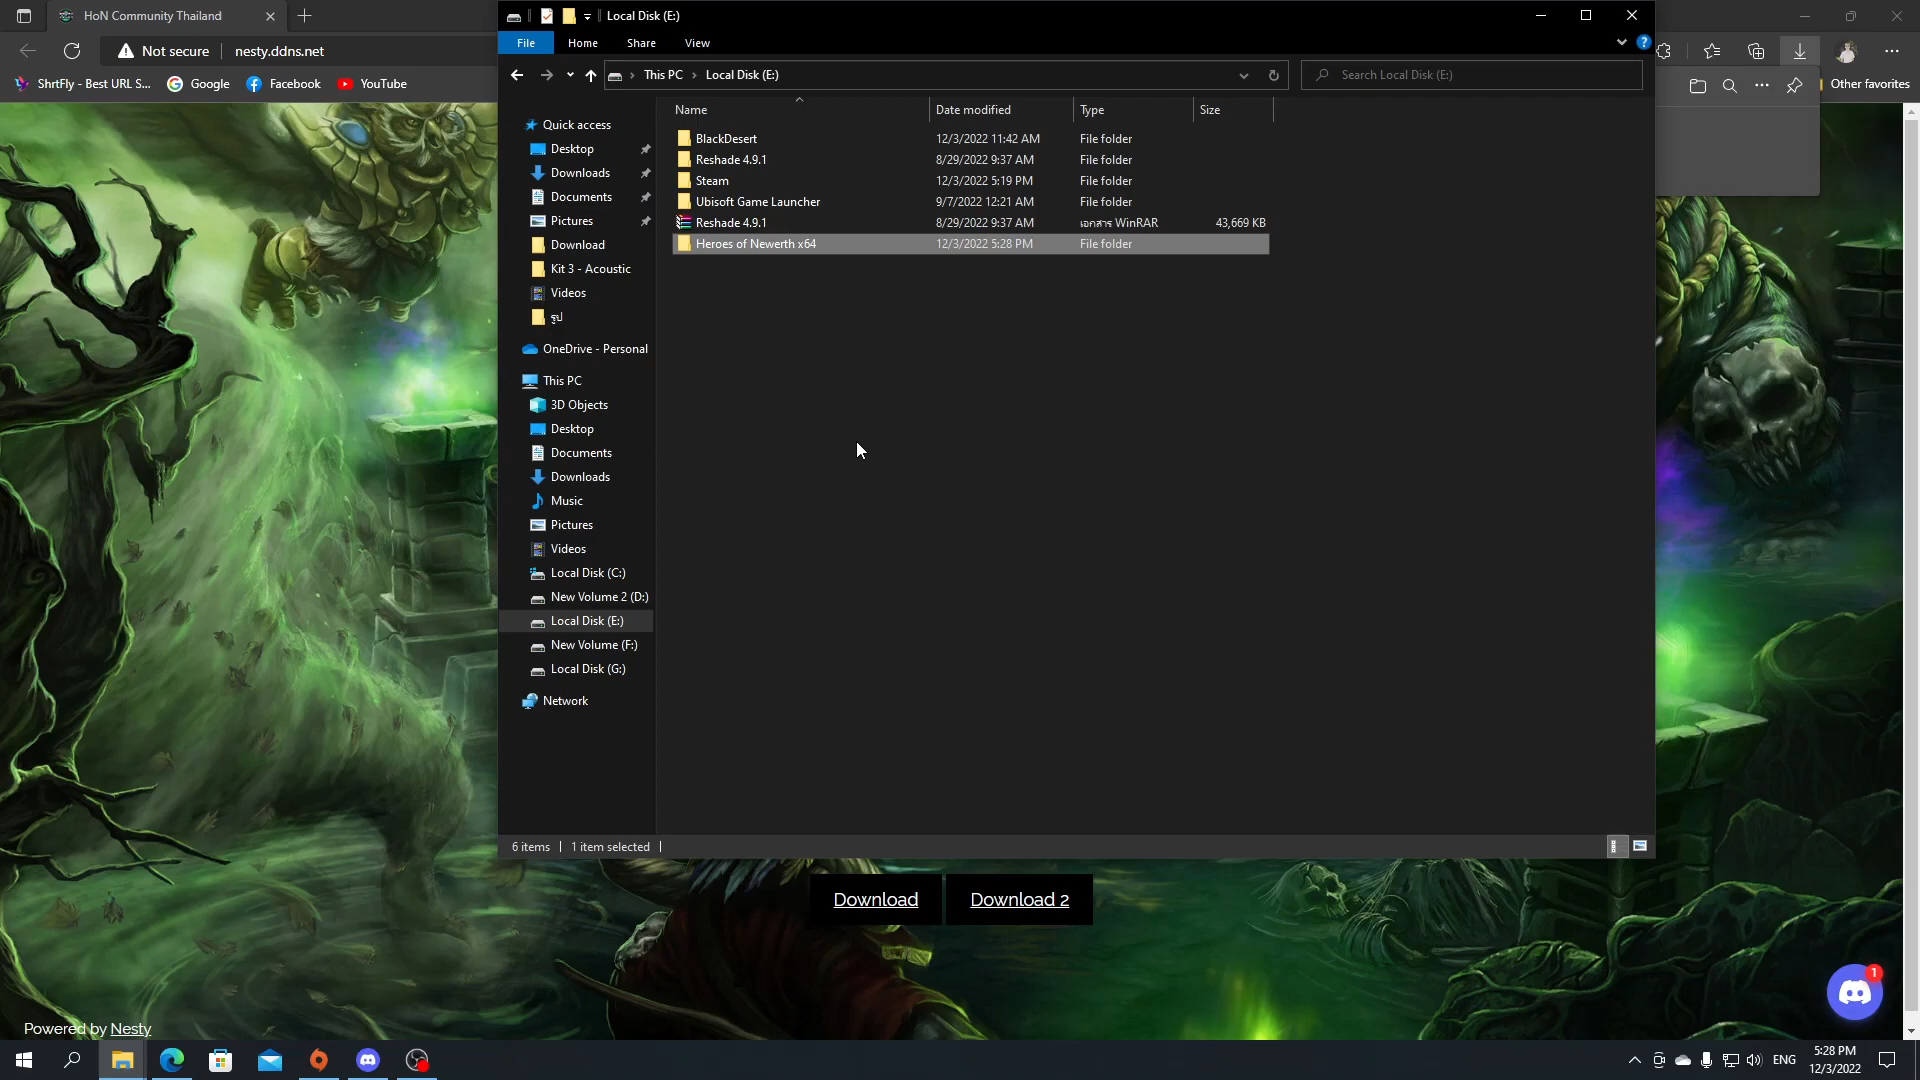 HoN Community Thailand
Not secure
nesty.ddns.net
ShrtFly - Best URL S...
Google
Facebook
YouTube
Other favorites
Local Disk (E:)
File
Home
Share
View
This PC
Local Disk (E:)
Search Local Disk (E:)
Quick access
Desktop
Downloads
Documents
Pictures
Download
Kit 3 - Acoustic
Videos
รูป
OneDrive - Personal
This PC
3D Objects
Desktop
Documents
Downloads
Music
Pictures
Videos
Local Disk (C:)
New Volume 2 (D:)
Local Disk (E:)
New Volume (F:)
Local Disk (G:)
Network
Name Date modified Type Size
BlackDesert 12/3/2022 11:42 AM File folder
Reshade 4.9.1 8/29/2022 9:37 AM File folder
Steam 12/3/2022 5:19 PM File folder
Ubisoft Game Launcher 9/7/2022 12:21 AM File folder
Reshade 4.9.1 8/29/2022 9:37 AM เอกสาร WinRAR 43,669 KB
Heroes of Newerth x64 12/3/2022 5:28 PM File folder
6 items
1 item selected
Download
Download 2
1
Powered by Nesty
ENG
5:28 PM
12/3/2022